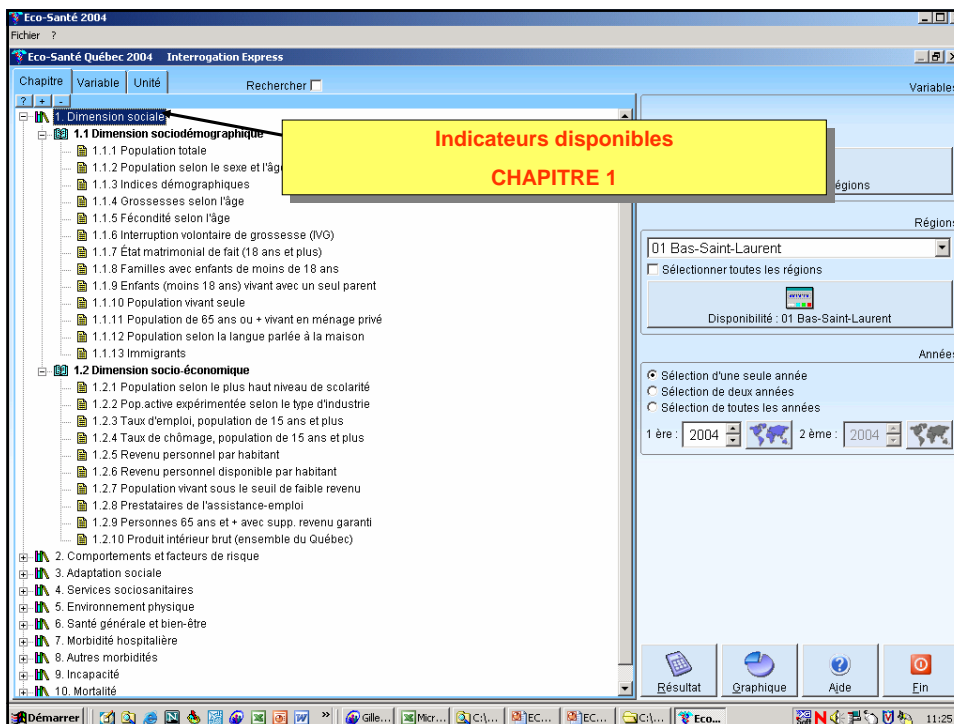 Eco-Santé 2004
Fichier ?
Eco-Santé Québec 2004 Interrogation Express
Chapitre Variable Unité Rechercher
Variables
? + -
1. Dimension sociale
1.1 Dimension sociodémographique
1.1.1 Population totale
1.1.2 Population selon le sexe et l'âg
1.1.3 Indices démographiques
1.1.4 Grossesses selon l'âge
1.1.5 Fécondité selon l'âge
1.1.6 Interruption volontaire de grossesse (IVG)
1.1.7 État matrimonial de fait (18 ans et plus)
1.1.8 Familles avec enfants de moins de 18 ans
1.1.9 Enfants (moins 18 ans) vivant avec un seul parent
1.1.10 Population vivant seule
1.1.11 Population de 65 ans ou + vivant en ménage privé
1.1.12 Population selon la langue parlée à la maison
1.1.13 Immigrants
1.2 Dimension socio-économique
1.2.1 Population selon le plus haut niveau de scolarité
1.2.2 Pop.active expérimentée selon le type d'industrie
1.2.3 Taux d'emploi, population de 15 ans et plus
1.2.4 Taux de chômage, population de 15 ans et plus
1.2.5 Revenu personnel par habitant
1.2.6 Revenu personnel disponible par habitant
1.2.7 Population vivant sous le seuil de faible revenu
1.2.8 Prestataires de l'assistance-emploi
1.2.9 Personnes 65 ans et + avec supp. revenu garanti
1.2.10 Produit intérieur brut (ensemble du Québec)
2. Comportements et facteurs de risque
3. Adaptation sociale
4. Services sociosanitaires
5. Environnement physique
6. Santé générale et bien-être
7. Morbidité hospitalière
8. Autres morbidités
9. Incapacité
10. Mortalité
Indicateurs disponibles
CHAPITRE 1
égions
Régions
01 Bas-Saint-Laurent
Sélectionner toutes les régions
Disponibilité : 01 Bas-Saint-Laurent
Années
Sélection d'une seule année
Sélection de deux années
Sélection de toutes les années
1 ère : 2004 2 ème : 2004
Résultat Graphique Aide Fin
Démarrer » Gille... Micr... C:\... EC... EC... C:\... Eco... 11:25